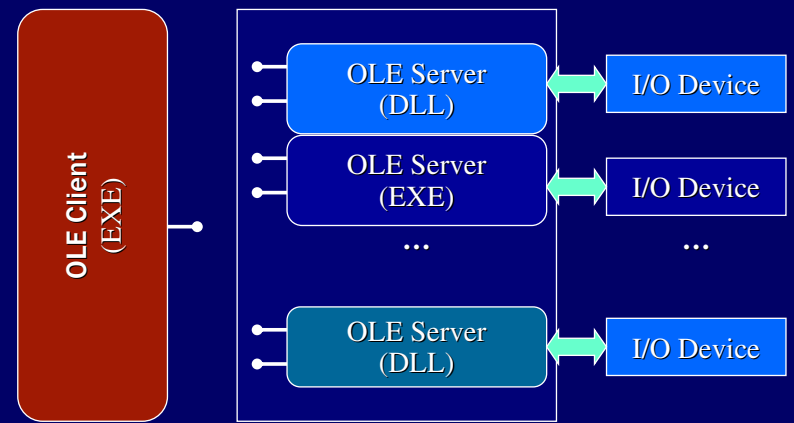 OLE Client
(EXE)
OLE Server
(DLL)
I/O Device
OLE Server
(EXE)
I/O Device
...
...
OLE Server
(DLL)
I/O Device